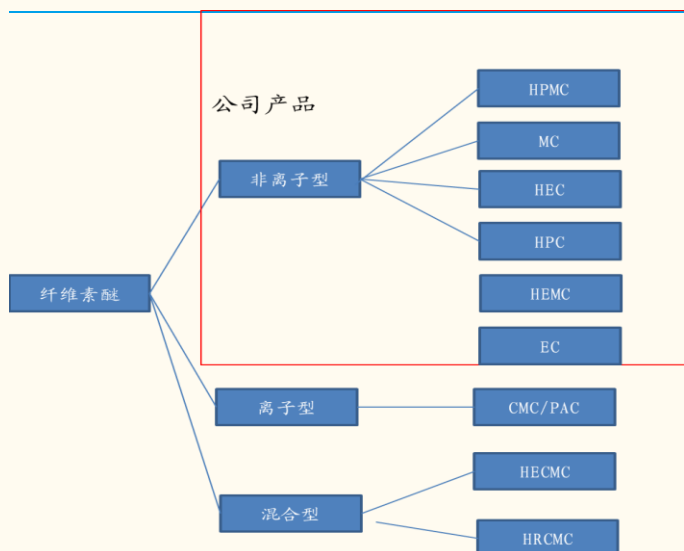 公司产品
HPMC
MC
非离子型
HEC
HPC
纤维素醚
HEMC
EC
离子型
CMC/PAC
HECMC
混合型
HRCMC